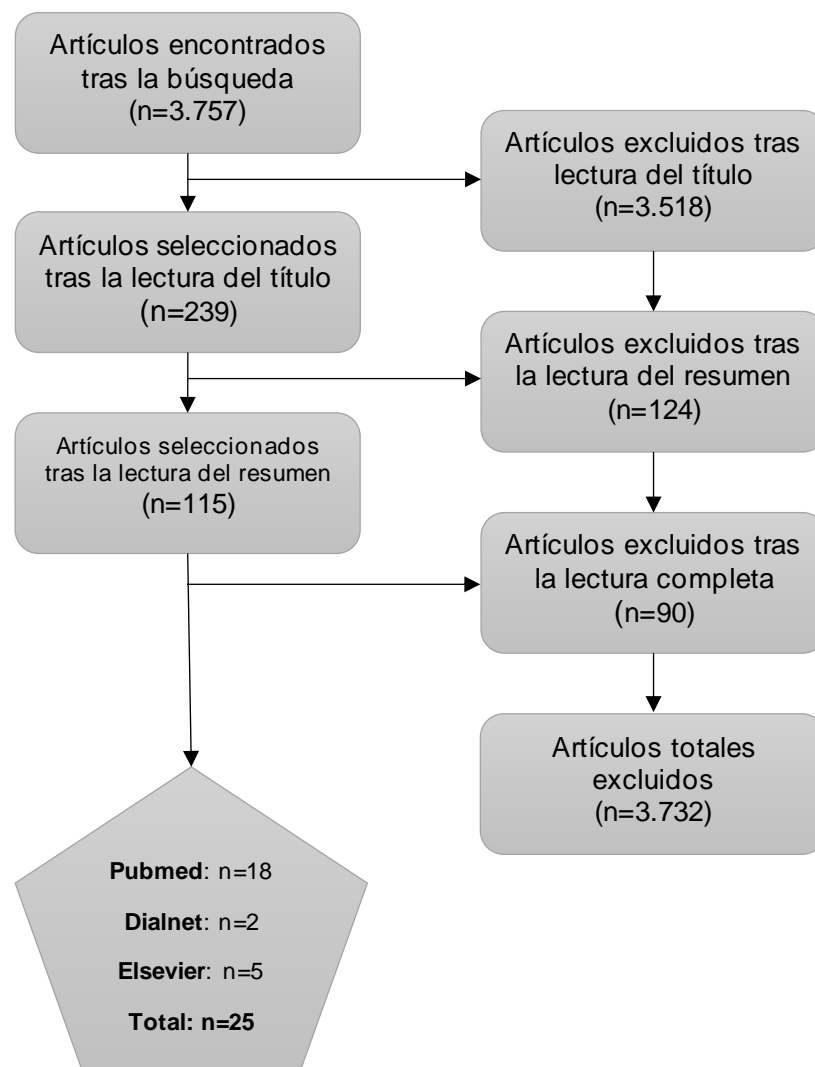 Artículos encontrados
tras la búsqueda
(n=3.757)
Artículos excluidos tras
lectura del título
(n=3.518)
Artículos seleccionados
tras la lectura del título
(n=239)
Artículos excluidos tras
la lectura del resumen
(n=124)
Artículos seleccionados
tras la lectura del resumen
(n=115)
Artículos excluidos tras
la lectura completa
(n=90)
Artículos totales
excluidos
(n=3.732)
Pubmed: n=18
Dialnet: n=2
Elsevier: n=5
Total: n=25